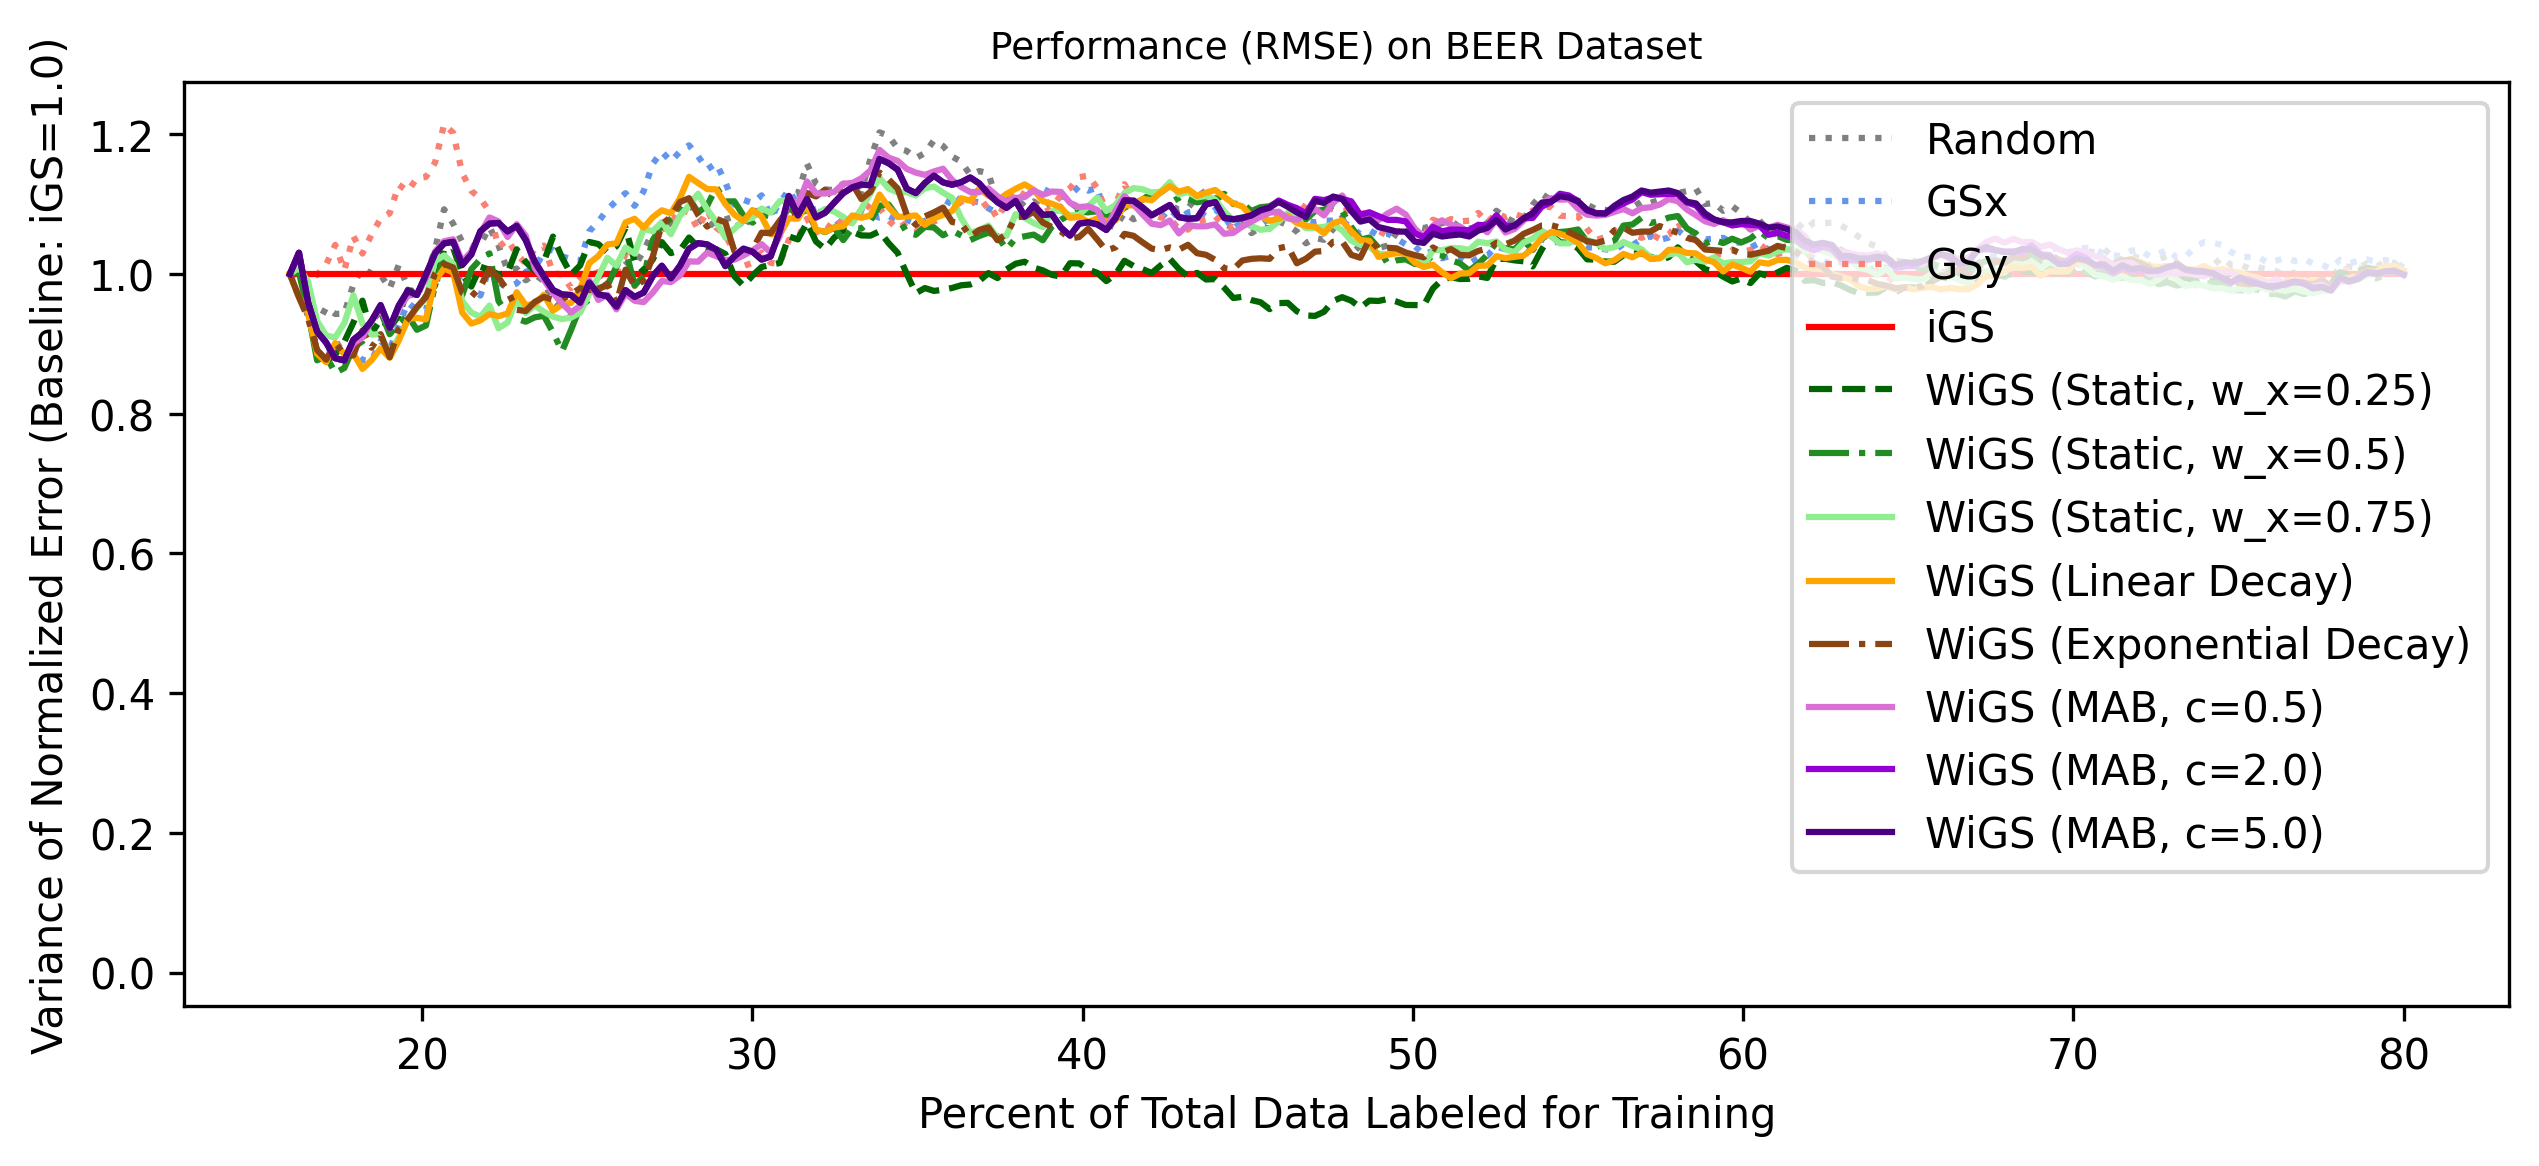 Performance (RMSE) on BEER Dataset
Variance of Normalized Error (Baseline: iGS=1.0)
1.2
1.0
0.8
0.6
0.4
0.2
0.0
Random
GSx
GSy
iGS
WiGS (Static, w_x=0.25)
WiGS (Static, w_x=0.5)
WiGS (Static, w_x=0.75)
WiGS (Linear Decay)
WiGS (Exponential Decay)
WiGS (MAB, c=0.5)
WiGS (MAB, c=2.0)
WiGS (MAB, c=5.0)
20 30 40 50 60 70 80
Percent of Total Data Labeled for Training